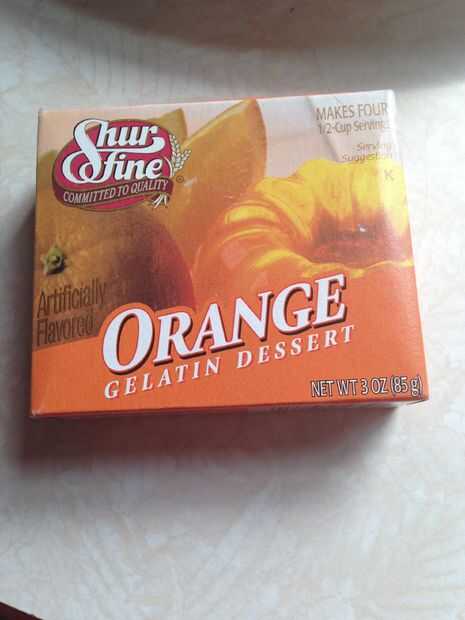 Shur
fine
COMMITTED TO QUALITY
MAKES FOUR
1/2-Cup Servings
Serving
Suggestion
K
Artificially
Flavored
ORANGE
GELATIN DESSERT
NET WT 3 OZ (85 g)